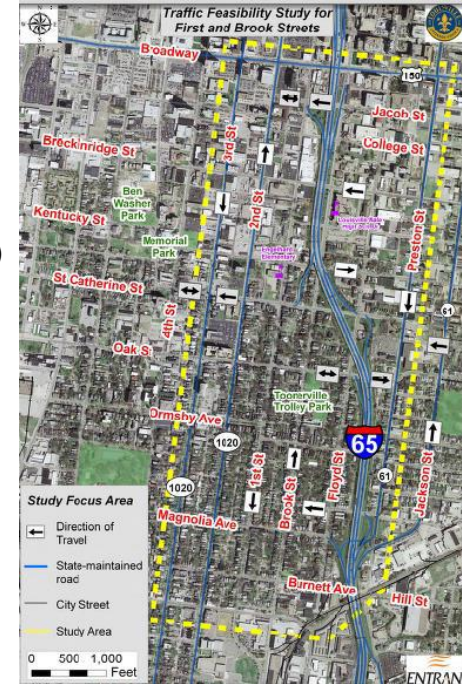 Traffic Feasibility Study for
First and Brook Streets
Broadway
150
Jacob St
College St
Breckinridge St
3rd St
2nd St
Ben
Washer
Park
Kentucky St
Memorial
Park
Engelhard
Elementary
Preston St
St Catherine St
4th St
61
Oak S
Toonerville
Trolley Park
Ormsby Ave
65
1020
1020
1st St
Brook St
Floyd St
61
Jackson St
Magnolia Ave
Burnett Ave
Hill St
Study Focus Area
Direction of
Travel
State-maintained
road
City Street
Study Area
0 500 1,000
Feet
ENTRAN